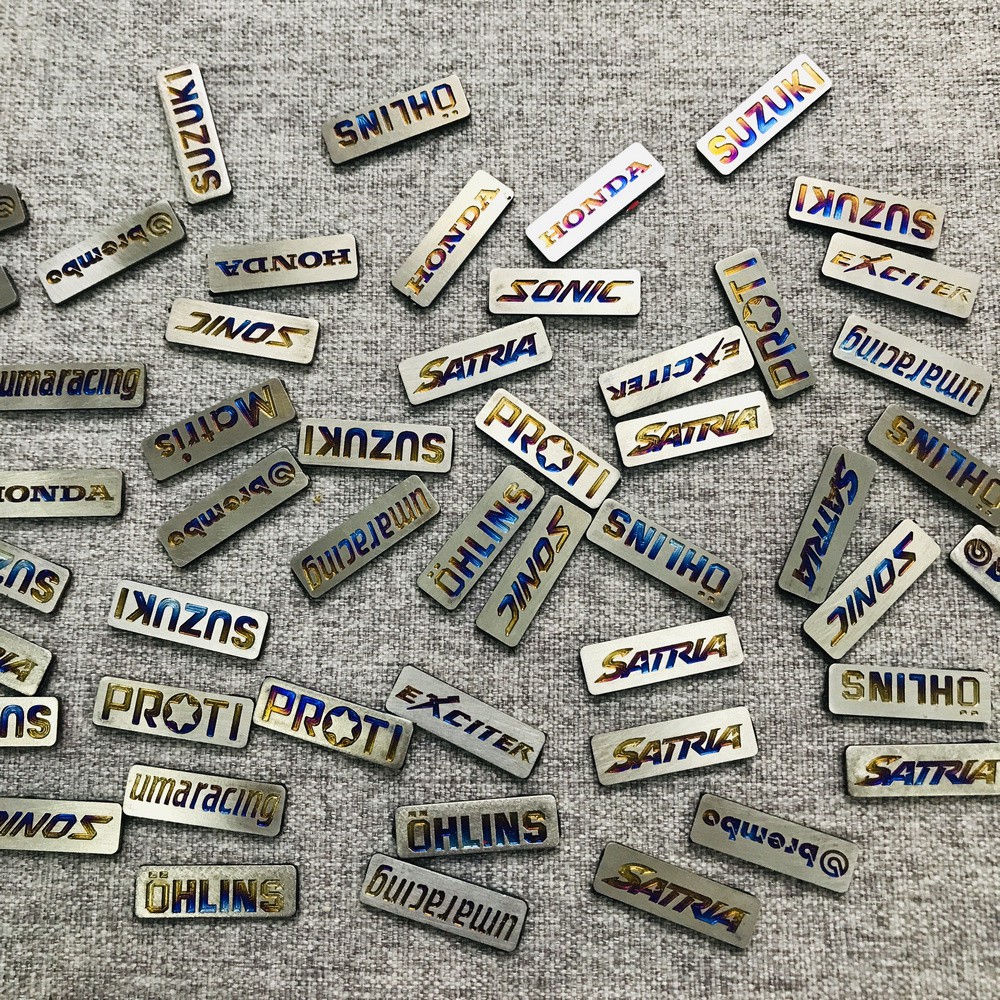 SUZUKI
ÖHLINS
SUZUKI
HONDA
HONDA
SUZUKI
brembo
HONDA
EXCITER
SONIC
PROTI
SONIC
SATRIA
EXCITER
umaracing
umaracing
Matris
SUZUKI
PROTI
SATRIA
ÖHLINS
HONDA
brembo
umaracing
ÖHLINS
SONIC
ÖHLINS
SATRIA
SONIC
SUZUKI
SATRIA
ÖHLINS
PROTI
PROTI
EXCITER
SATRIA
SATRIA
umaracing
SONIC
ÖHLINS
brembo
ÖHLINS
umaracing
SATRIA